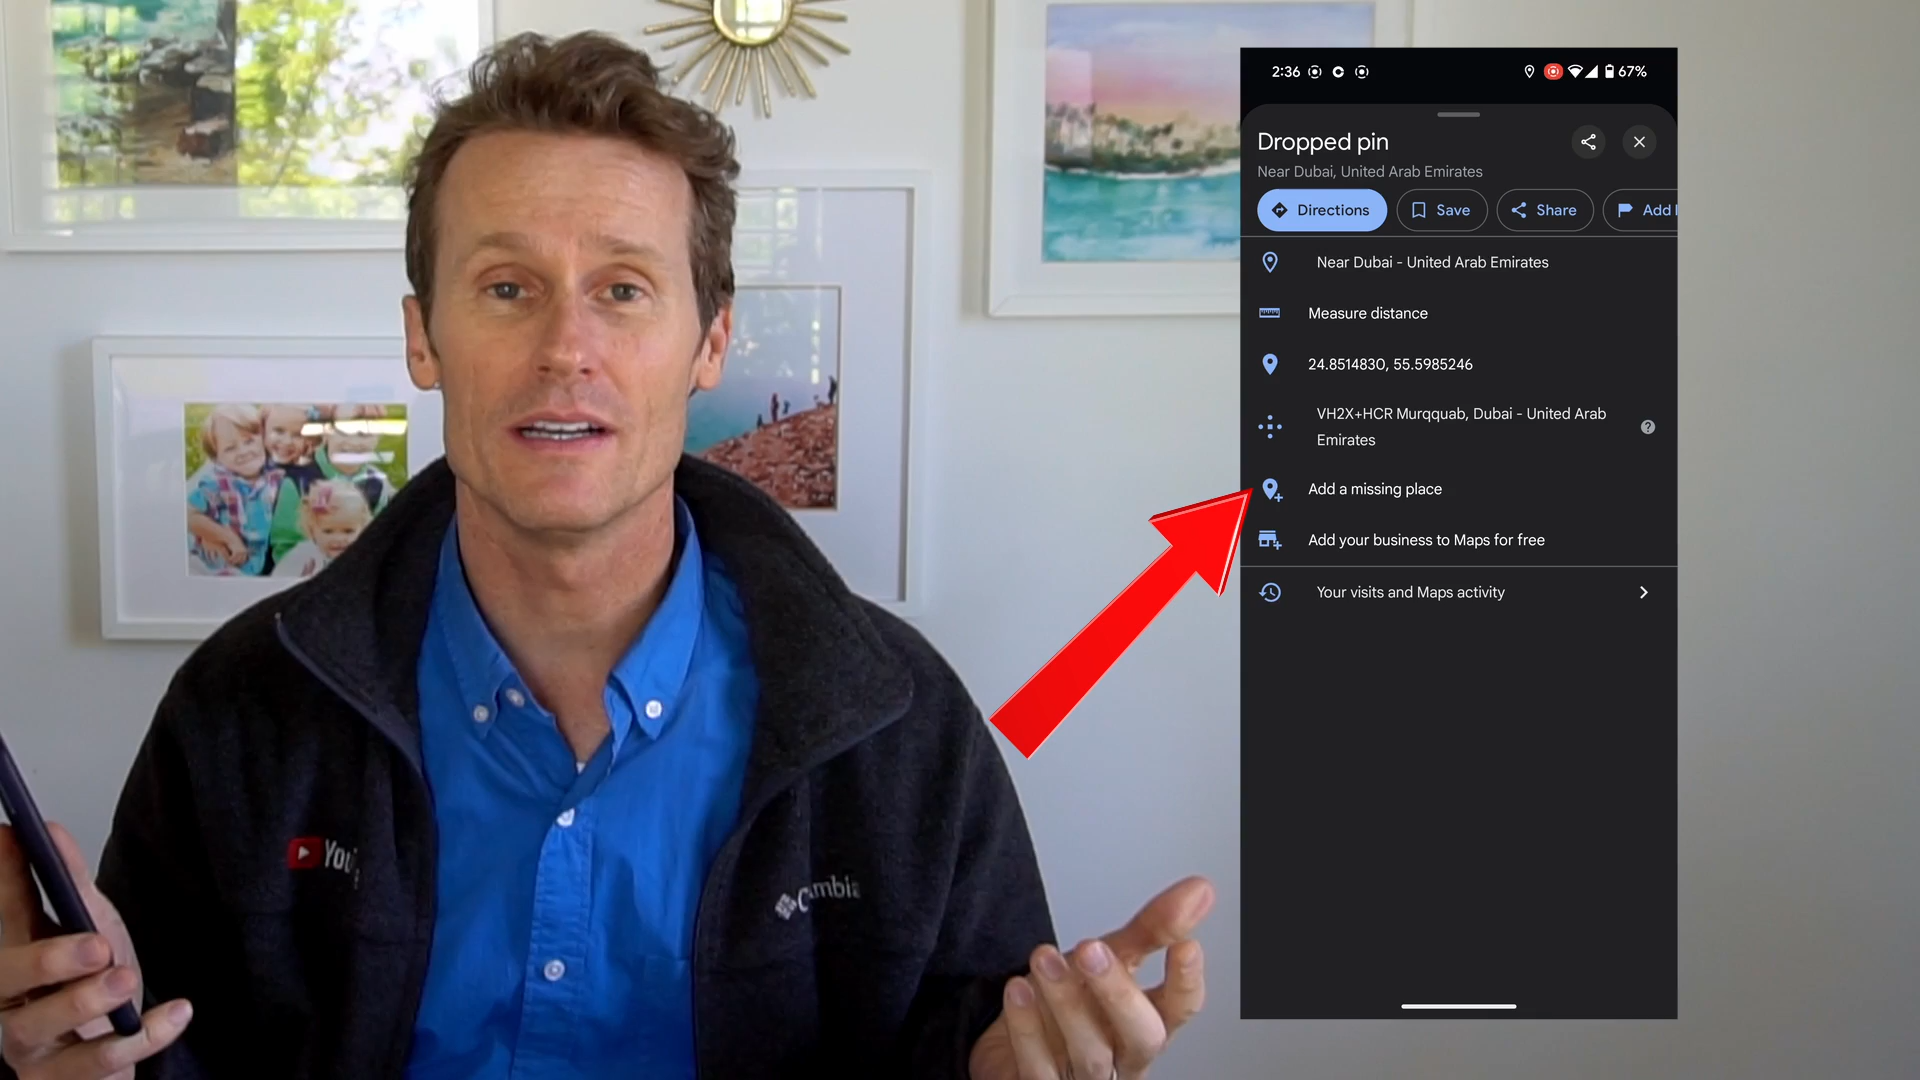 2:36
67%
Dropped pin
Near Dubai, United Arab Emirates
Directions
Save
Share
Add
Near Dubai - United Arab Emirates
Measure distance
24.8514830, 55.5985246
VH2X+HCR Murqquab, Dubai - United Arab
Emirates
?
Add a missing place
Add your business to Maps for free
Your visits and Maps activity
You